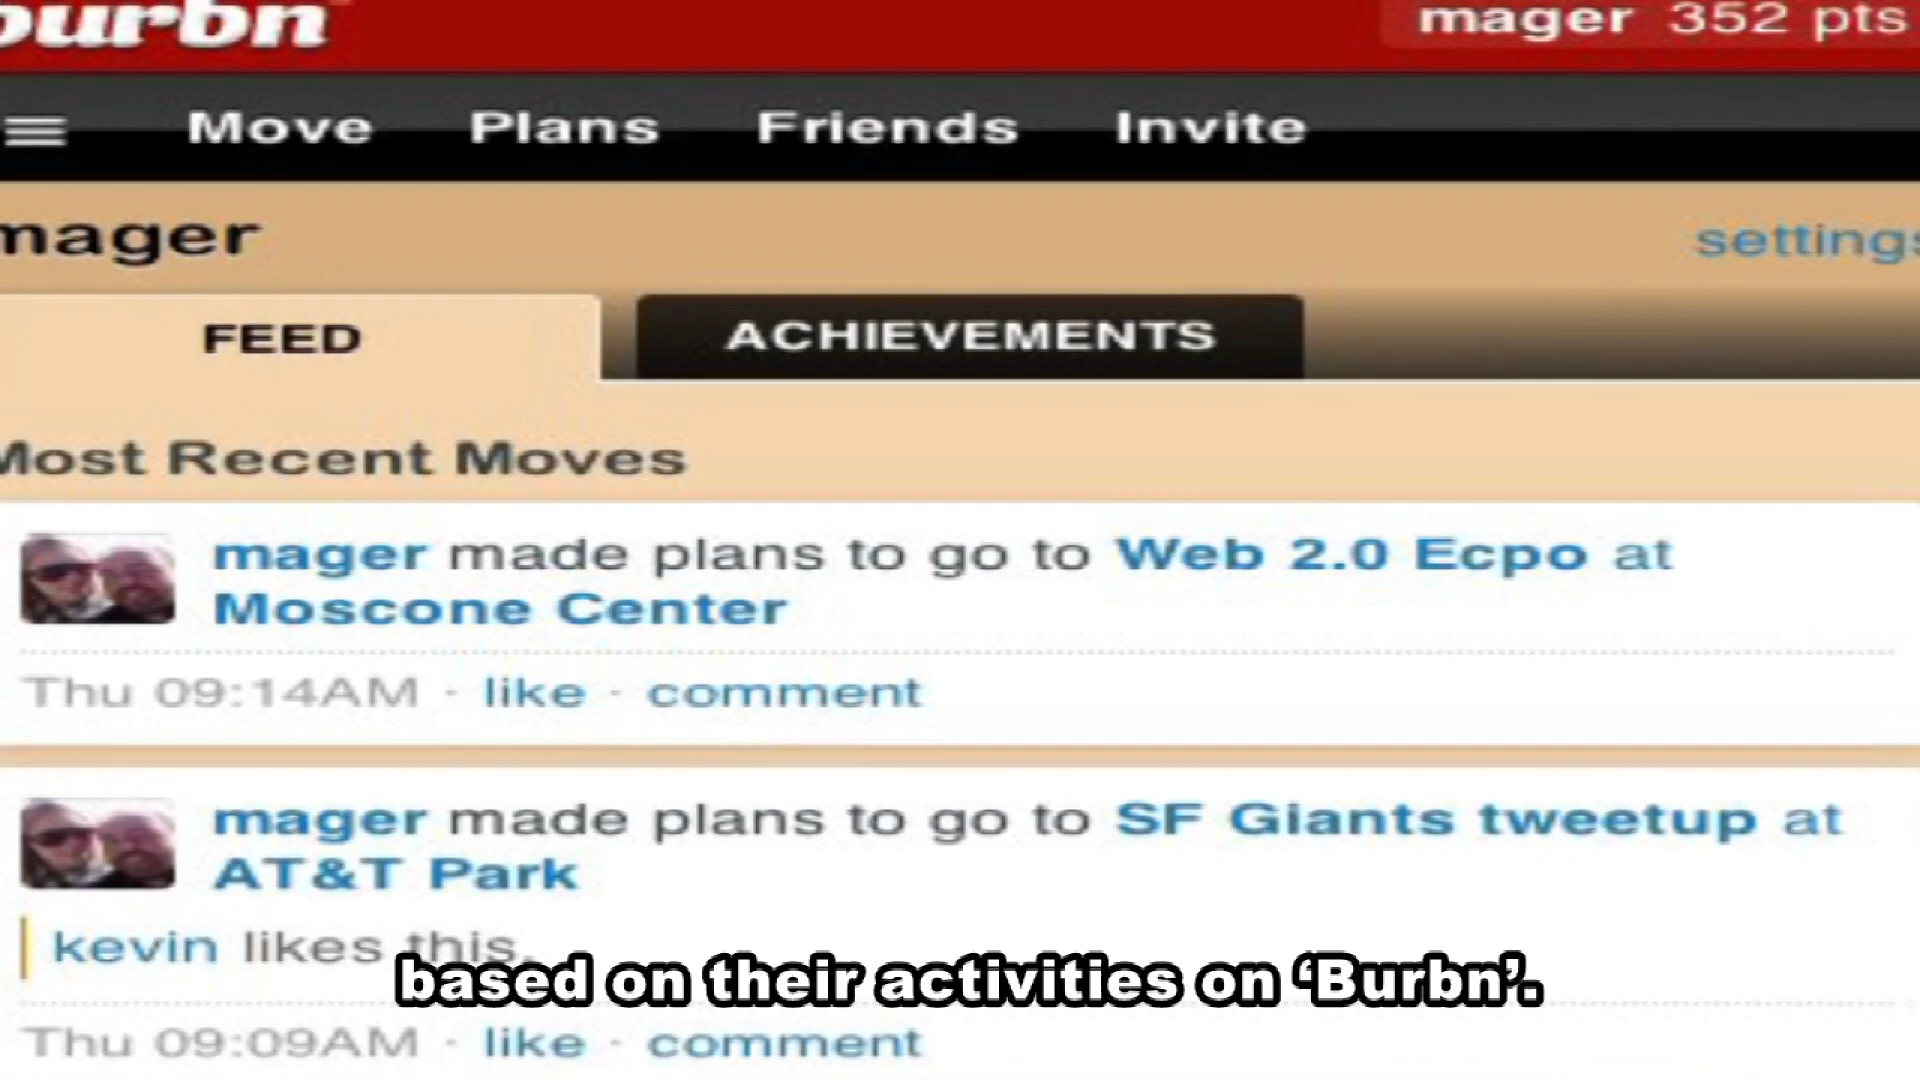 burbn
mager 352 pts
Move Plans Friends Invite
mager
settings
FEED
ACHIEVEMENTS
Most Recent Moves
mager made plans to go to Web 2.0 Ecpo at
Moscone Center
Thu 09:14AM · like · comment
mager made plans to go to SF Giants tweetup at
AT&T Park
kevin likes this.
based on their activities on ‘Burbn’.
Thu 09:09AM · like · comment